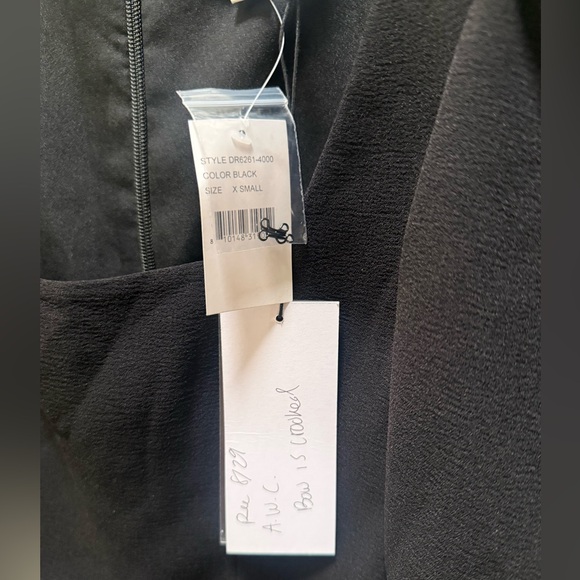 STYLE DR6261-4000
COLOR BLACK
SIZE X SMALL
Rec 8/29
A.W.C.
Bow is crooked